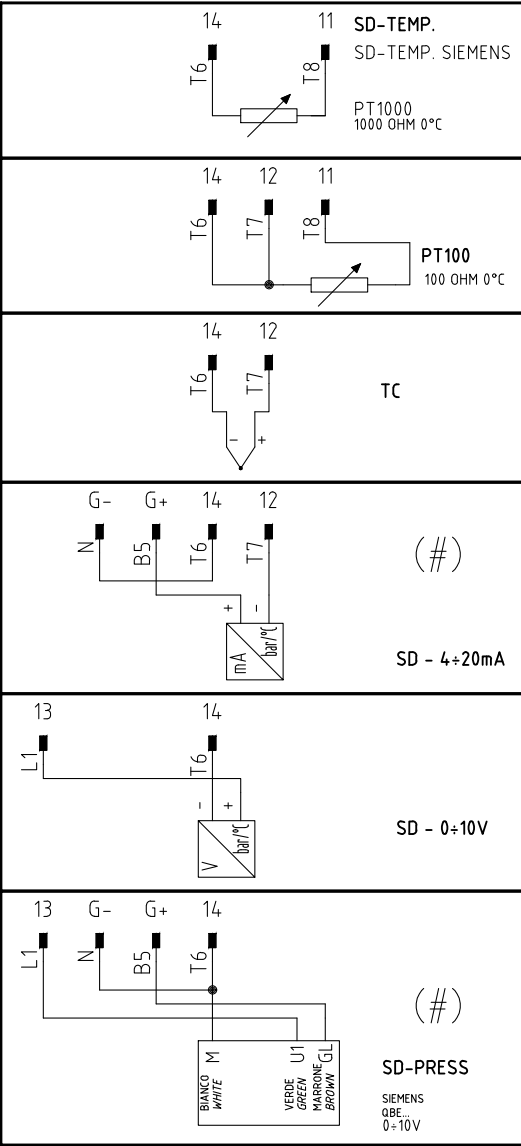 14 11 SD-TEMP.
T6 T8 SD-TEMP. SIEMENS
PT1000
1000 OHM 0°C
14 12 11
T6 T7 T8
PT100
100 OHM 0°C
14 12
T6 T7
TC
- +
G- G+ 14 12
N B5 T6 T7
(#)
+ -
mA bar/°C
SD - 4÷20mA
13 14
L1 T6
- +
V bar/°C
SD - 0÷10V
13 G- G+ 14
L1 N B5 T6
(#)
M U1 GL
BIANCO
WHITE
VERDE
GREEN
MARRONE
BROWN
SD-PRESS
SIEMENS
QBE...
0÷10V